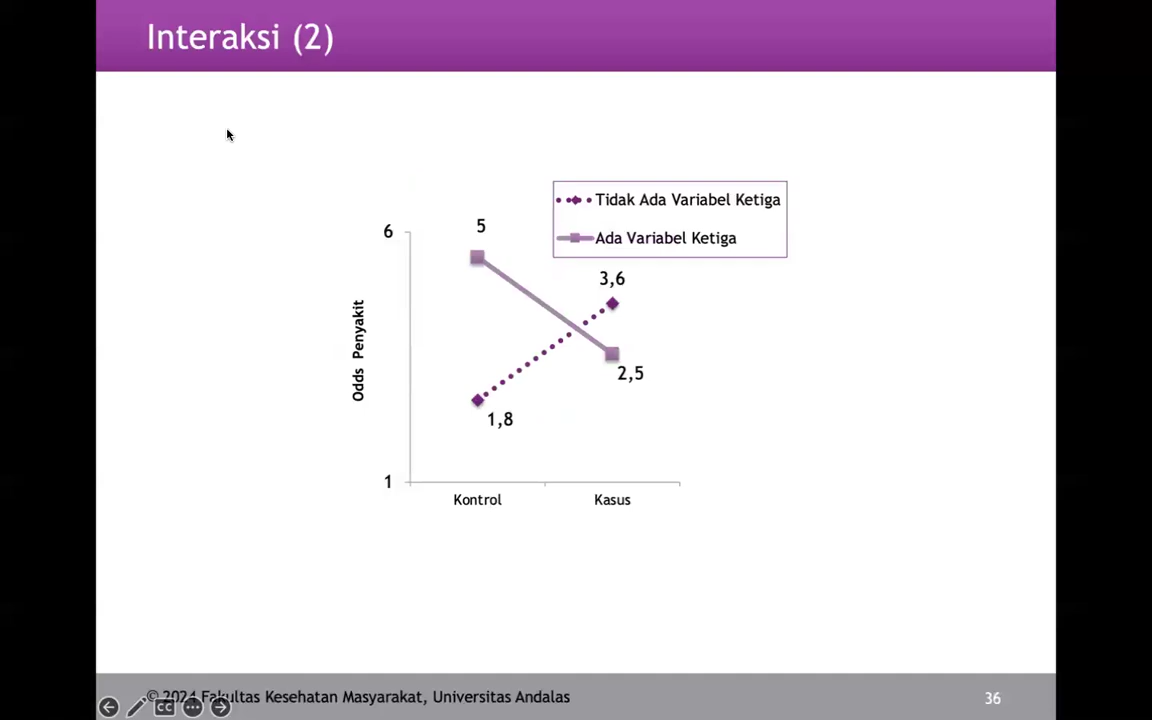 Interaksi (2)
Tidak Ada Variabel Ketiga
Ada Variabel Ketiga
6
5
3,6
Odds Penyakit
2,5
1,8
1
Kontrol
Kasus
© 2024 Fakultas Kesehatan Masyarakat, Universitas Andalas
36
CC